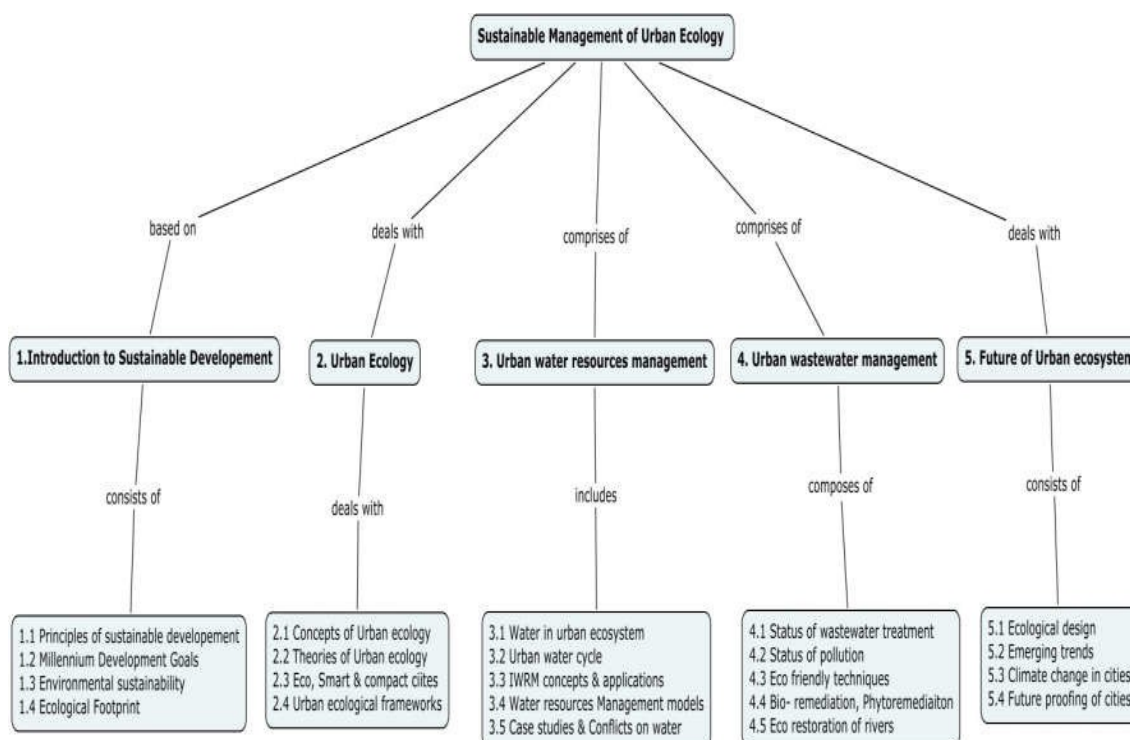 Sustainable Management of Urban Ecology
based on
deals with
comprises of
comprises of
deals with
1.Introduction to Sustainable Developement
2. Urban Ecology
3. Urban water resources management
4. Urban wastewater management
5. Future of Urban ecosystem
consists of
deals with
includes
composes of
consists of
1.1 Principles of sustainable developement
1.2 Millennium Development Goals
1.3 Environmental sustainability
1.4 Ecological Footprint
2.1 Concepts of Urban ecology
2.2 Theories of Urban ecology
2.3 Eco, Smart & compact ciites
2.4 Urban ecological frameworks
3.1 Water in urban ecosystem
3.2 Urban water cycle
3.3 IWRM concepts & applications
3.4 Water resources Management models
3.5 Case studies & Conflicts on water
4.1 Status of wastewater treatment
4.2 Status of pollution
4.3 Eco friendly techniques
4.4 Bio- remediation, Phytoremediaiton
4.5 Eco restoration of rivers
5.1 Ecological design
5.2 Emerging trends
5.3 Climate change in cities
5.4 Future proofing of cities